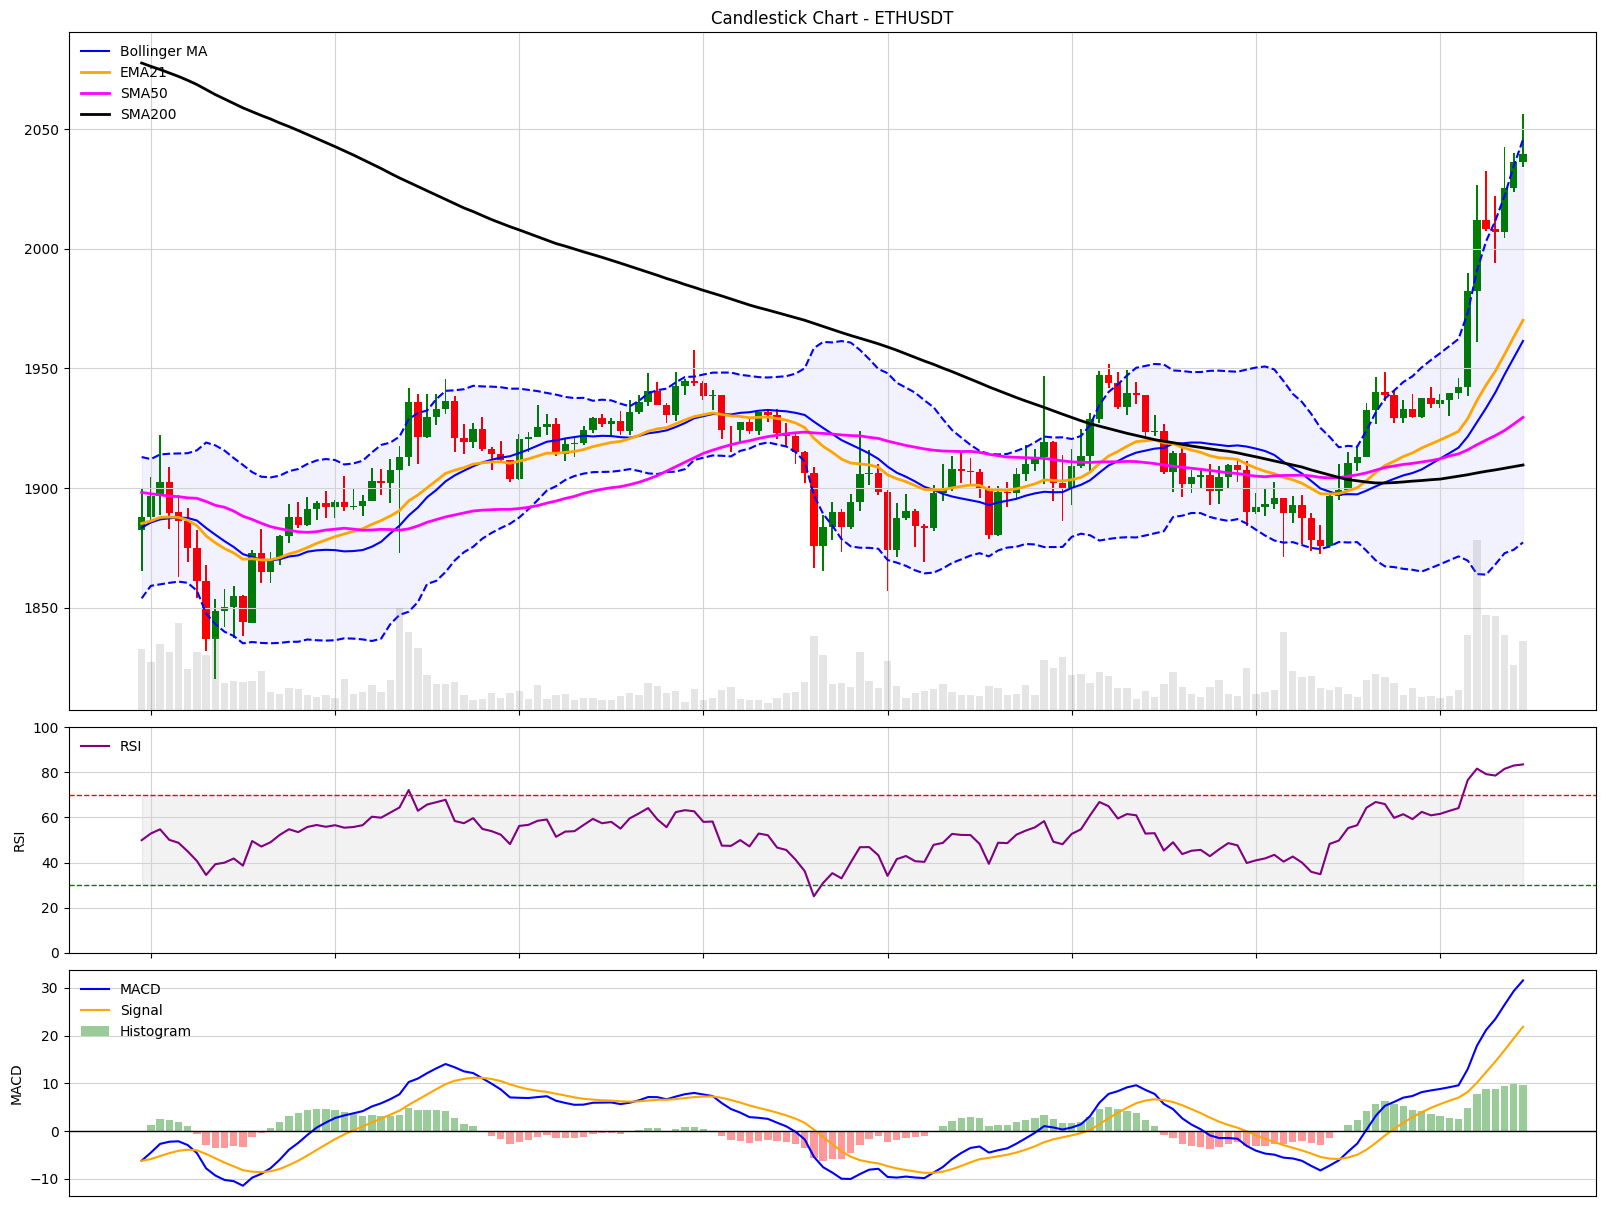 Candlestick Chart - ETHUSDT
Bollinger MA
EMA21
SMA50
SMA200
2050
2000
1950
1900
1850
100
80
60
40
20
0
RSI
RSI
30
20
10
0
−10
MACD
MACD
Signal
Histogram